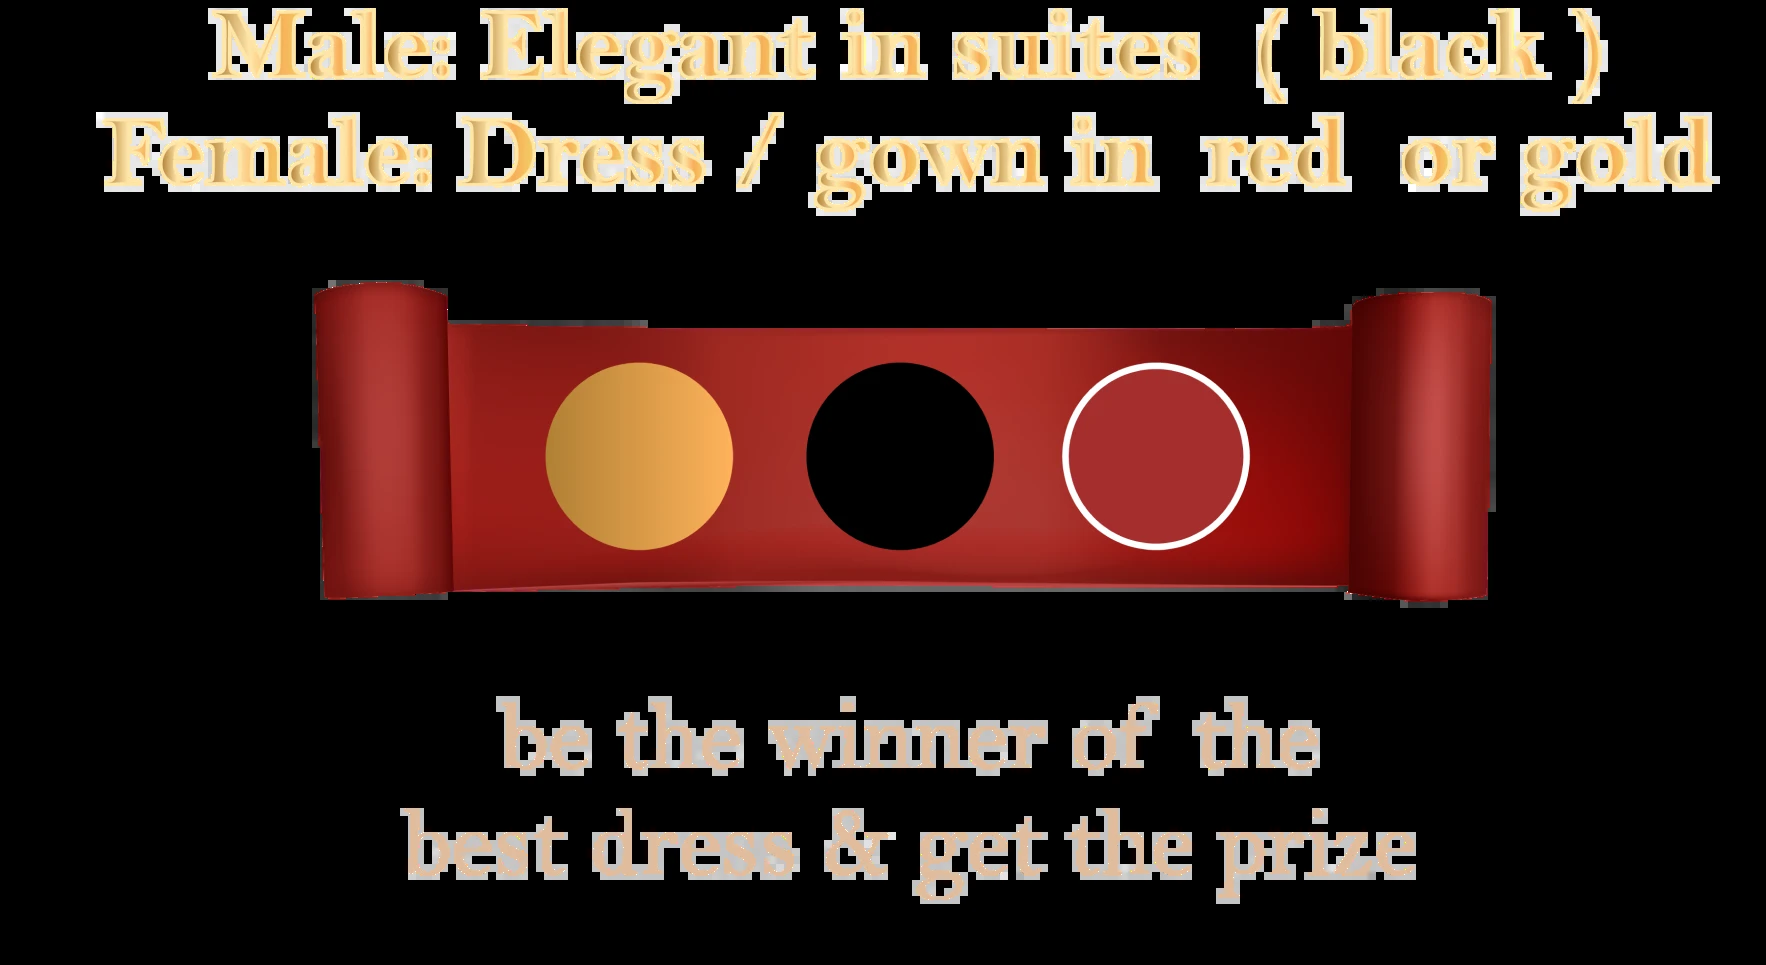 Male: Elegant in suites ( black )
Female: Dress / gown in red or gold
be the winner of the
best dress & get the prize